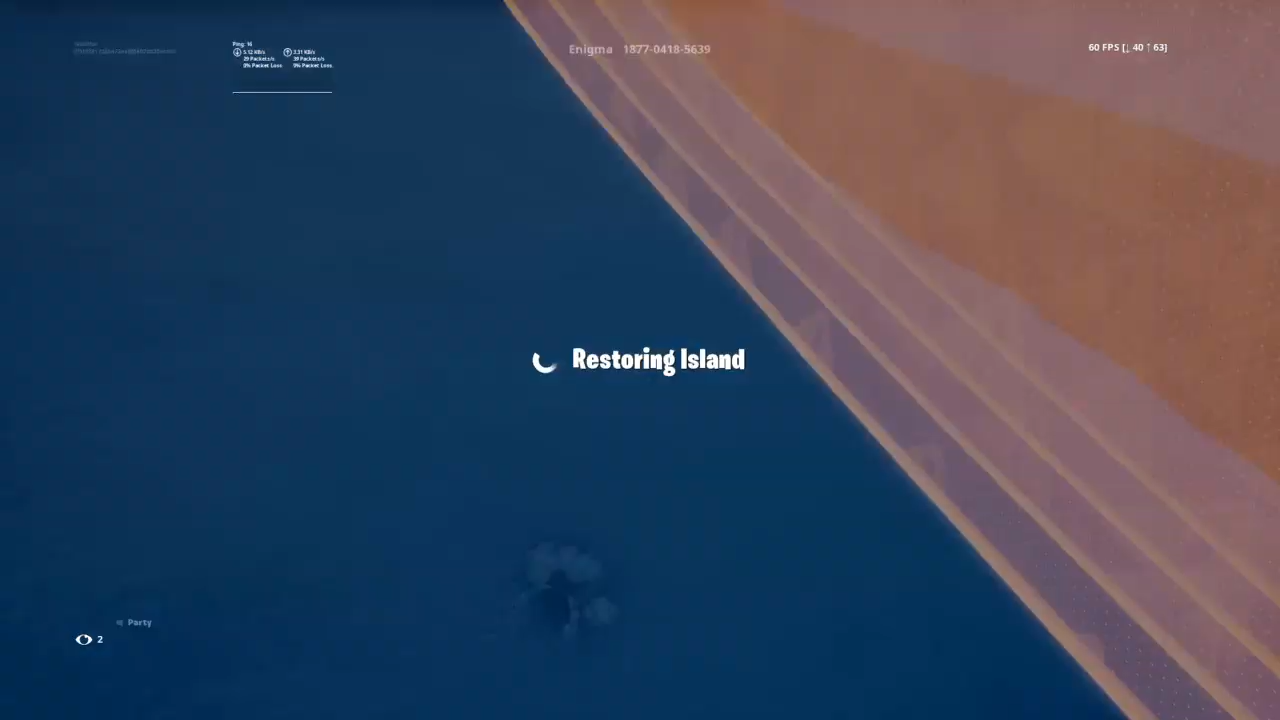 Ping: 16
5.12 KB/s 3.31 KB/s
29 Packets/s 39 Packets/s
0% Packet Loss 0% Packet Loss
Enigma 1877-0418-5639
60 FPS [↓ 40 ↑ 63]
Restoring Island
Party
2